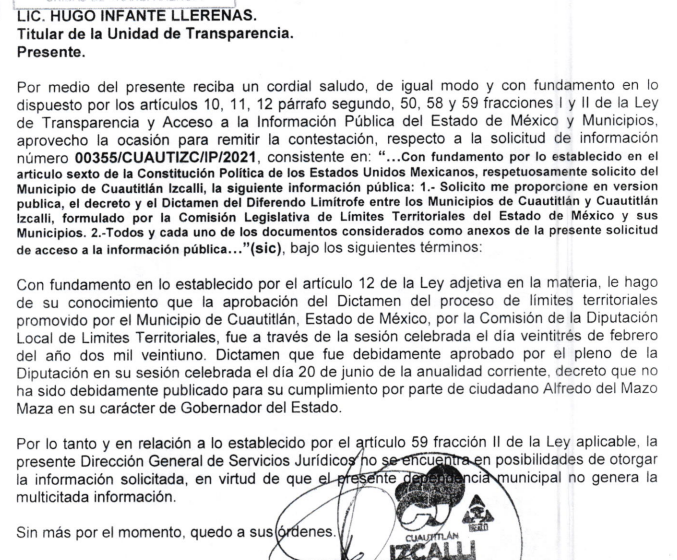 LIC. HUGO INFANTE LLERENAS.
Titular de la Unidad de Transparencia.
Presente.
Por medio del presente reciba un cordial saludo, de igual modo y con fundamento en lo
dispuesto por los artículos 10, 11, 12 párrafo segundo, 50, 58 y 59 fracciones I y II de la Ley
de Transparencia y Acceso a la Información Pública del Estado de México y Municipios,
aprovecho la ocasión para remitir la contestación, respecto a la solicitud de información
número 00355/CUAUTIZC/IP/2021, consistente en: “...Con fundamento por lo establecido en el
articulo sexto de la Constitución Política de los Estados Unidos Mexicanos, respetuosamente solicito del
Municipio de Cuautitlán Izcalli, la siguiente información pública: 1.- Solicito me proporcione en version
publica, el decreto y el Dictamen del Diferendo Limítrofe entre los Municipios de Cuautitlán y Cuautitlán
Izcalli, formulado por la Comisión Legislativa de Límites Territoriales del Estado de México y sus
Municipios. 2.-Todos y cada uno de los documentos considerados como anexos de la presente solicitud
de acceso a la información pública...”(sic), bajo los siguientes términos:
Con fundamento en lo establecido por el artículo 12 de la Ley adjetiva en la materia, le hago
de su conocimiento que la aprobación del Dictamen del proceso de límites territoriales
promovido por el Municipio de Cuautitlán, Estado de México, por la Comisión de la Diputación
Local de Limites Territoriales, fue a través de la sesión celebrada el día veintitrés de febrero
del año dos mil veintiuno. Dictamen que fue debidamente aprobado por el pleno de la
Diputación en su sesión celebrada el día 20 de junio de la anualidad corriente, decreto que no
ha sido debidamente publicado para su cumplimiento por parte de ciudadano Alfredo del Mazo
Maza en su carácter de Gobernador del Estado.
Por lo tanto y en relación a lo establecido por el artículo 59 fracción II de la Ley aplicable, la
presente Dirección General de Servicios Jurídicos no se encuentra en posibilidades de otorgar
la información solicitada, en virtud de que el presente dependencia municipal no genera la
multicitada información.
Sin más por el momento, quedo a sus órdenes.
CUAUTITLÁN
IZCALLI